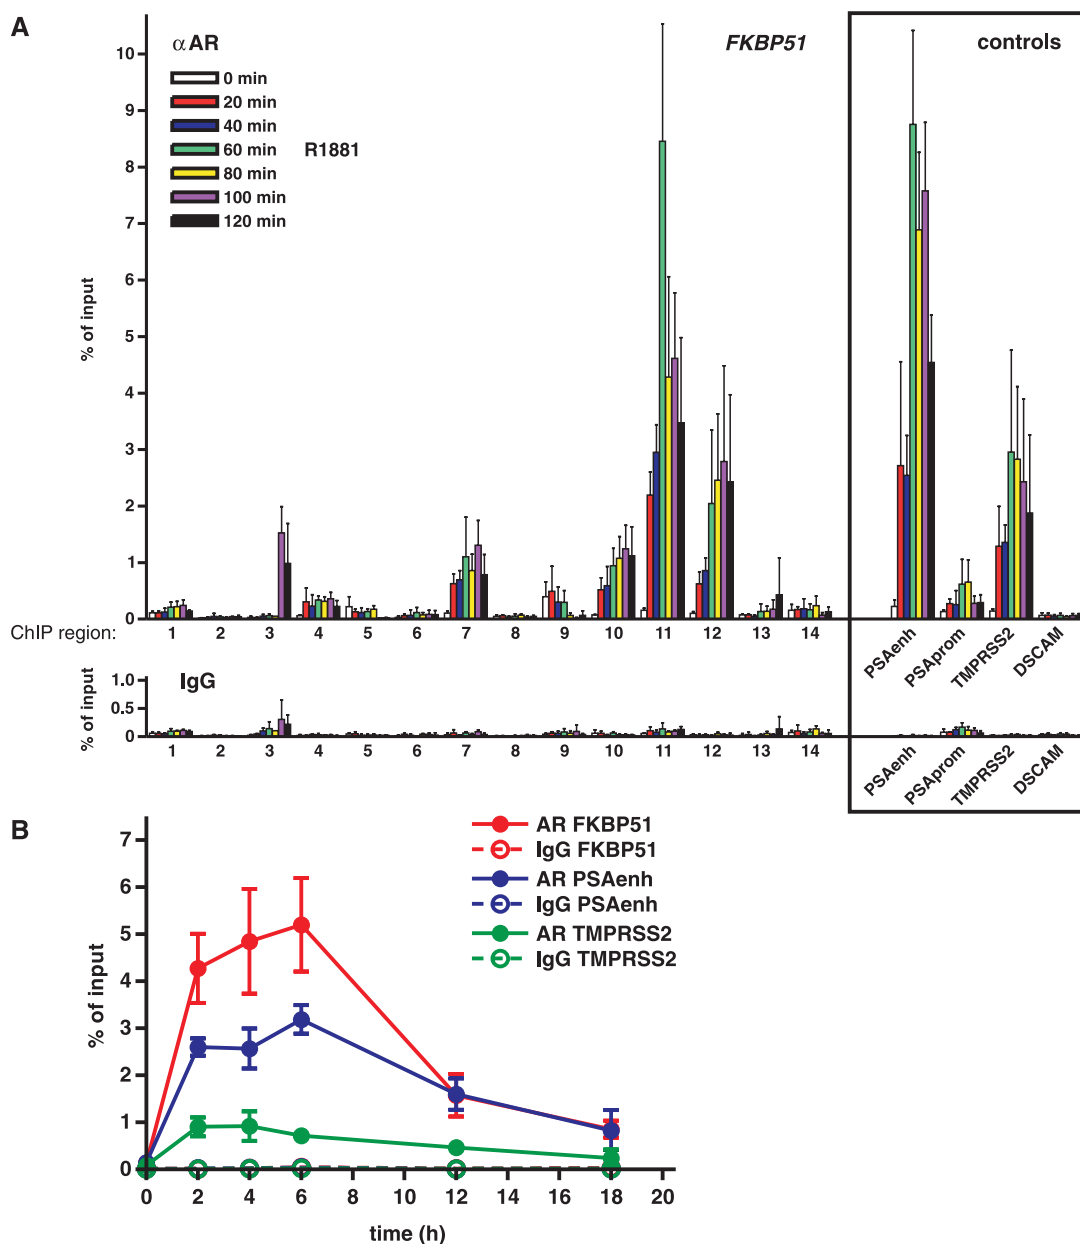 A
αAR
FKBP51
controls
0 min
20 min
40 min
60 min
R1881
80 min
100 min
120 min
10
9
8
7
6
5
4
3
2
1
0
% of input
ChIP region:
1 2 3 4 5 6 7 8 9 10 11 12 13 14
PSAenh PSAprom TMPRSS2 DSCAM
IgG
1.0
0.5
0
% of input
1 2 3 4 5 6 7 8 9 10 11 12 13 14
PSAenh PSAprom TMPRSS2 DSCAM
B
AR FKBP51
IgG FKBP51
AR PSAenh
IgG PSAenh
AR TMPRSS2
IgG TMPRSS2
7
6
5
4
3
2
1
0
% of input
0 2 4 6 8 10 12 14 16 18 20
time (h)